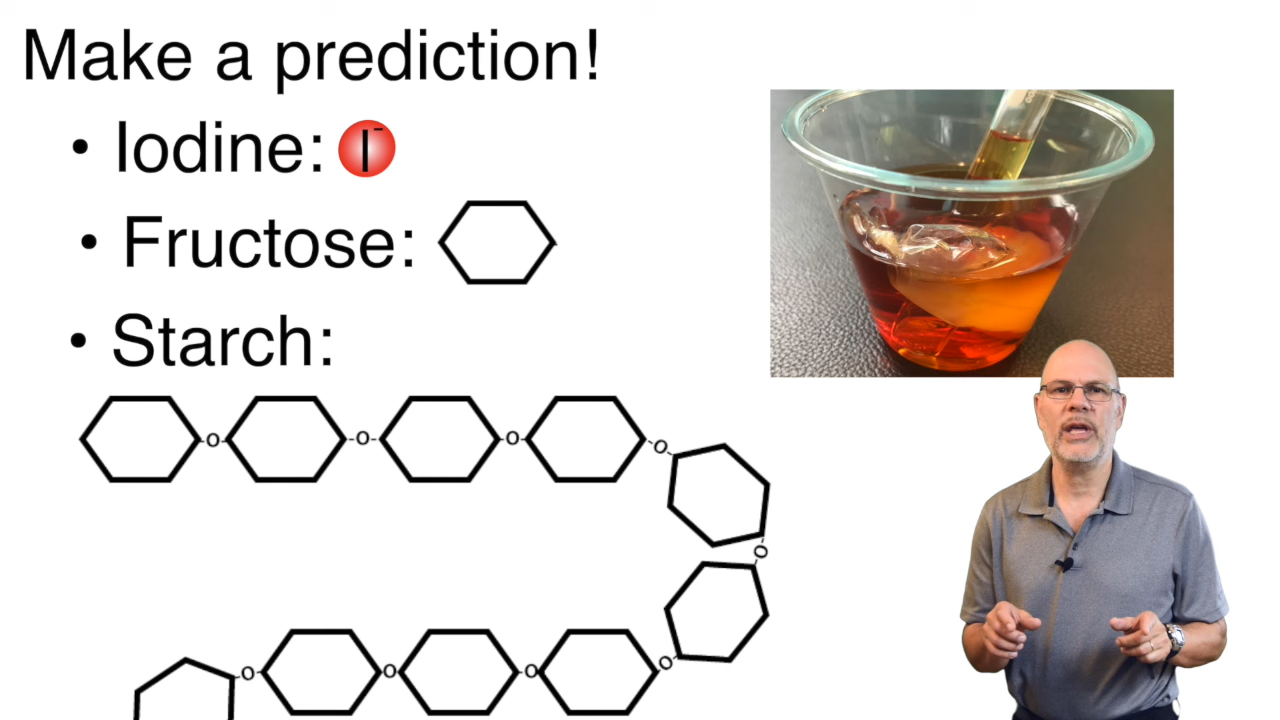 Make a prediction!
• Iodine: I-
• Fructose:
• Starch:
o o o o
o
o
o o o